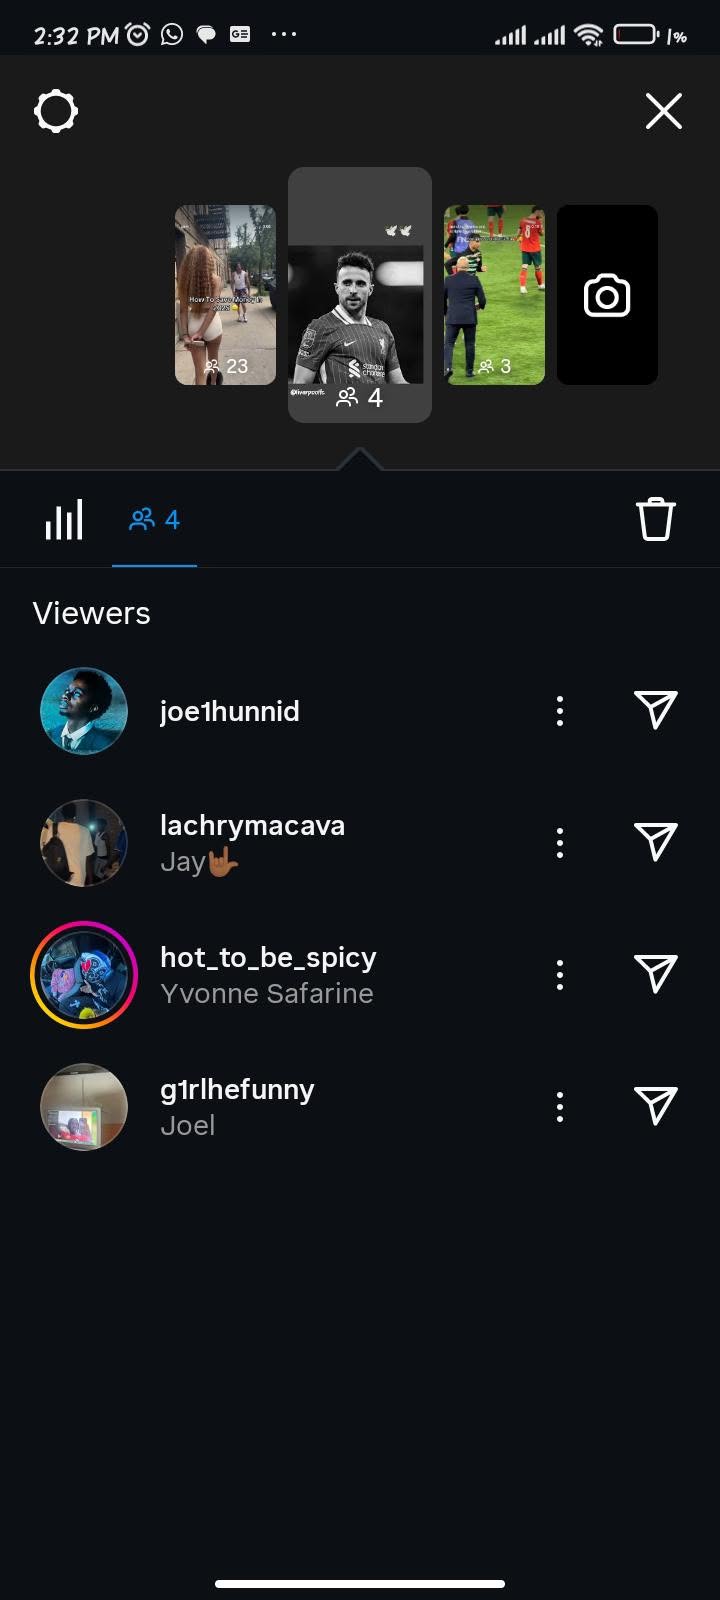 2:32 PM
1%
How To Save Money In
2025
23
Standard
Chartered
@liverpoolfc
4
3
8
4
Viewers
joe1hunnid
lachrymacava
Jay🤟🏾
hot_to_be_spicy
Yvonne Safarine
g1rlhefunny
Joel